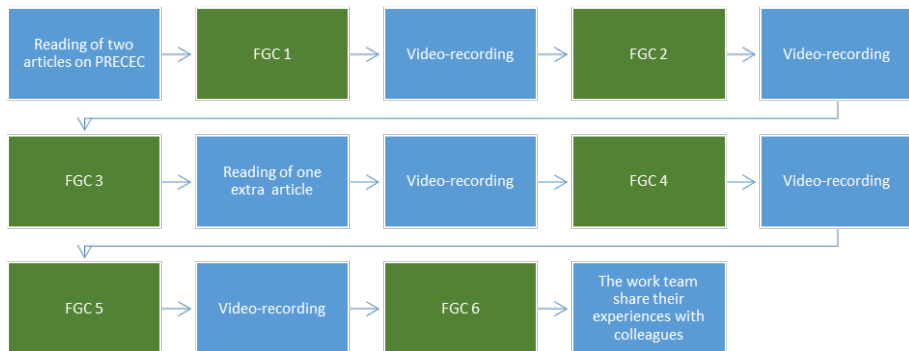 Reading of two
articles on PRECEC
FGC 1
Video-recording
FGC 2
Video-recording
FGC 3
Reading of one
extra article
Video-recording
FGC 4
Video-recording
FGC 5
Video-recording
FGC 6
The work team
share their
experiences with
colleagues